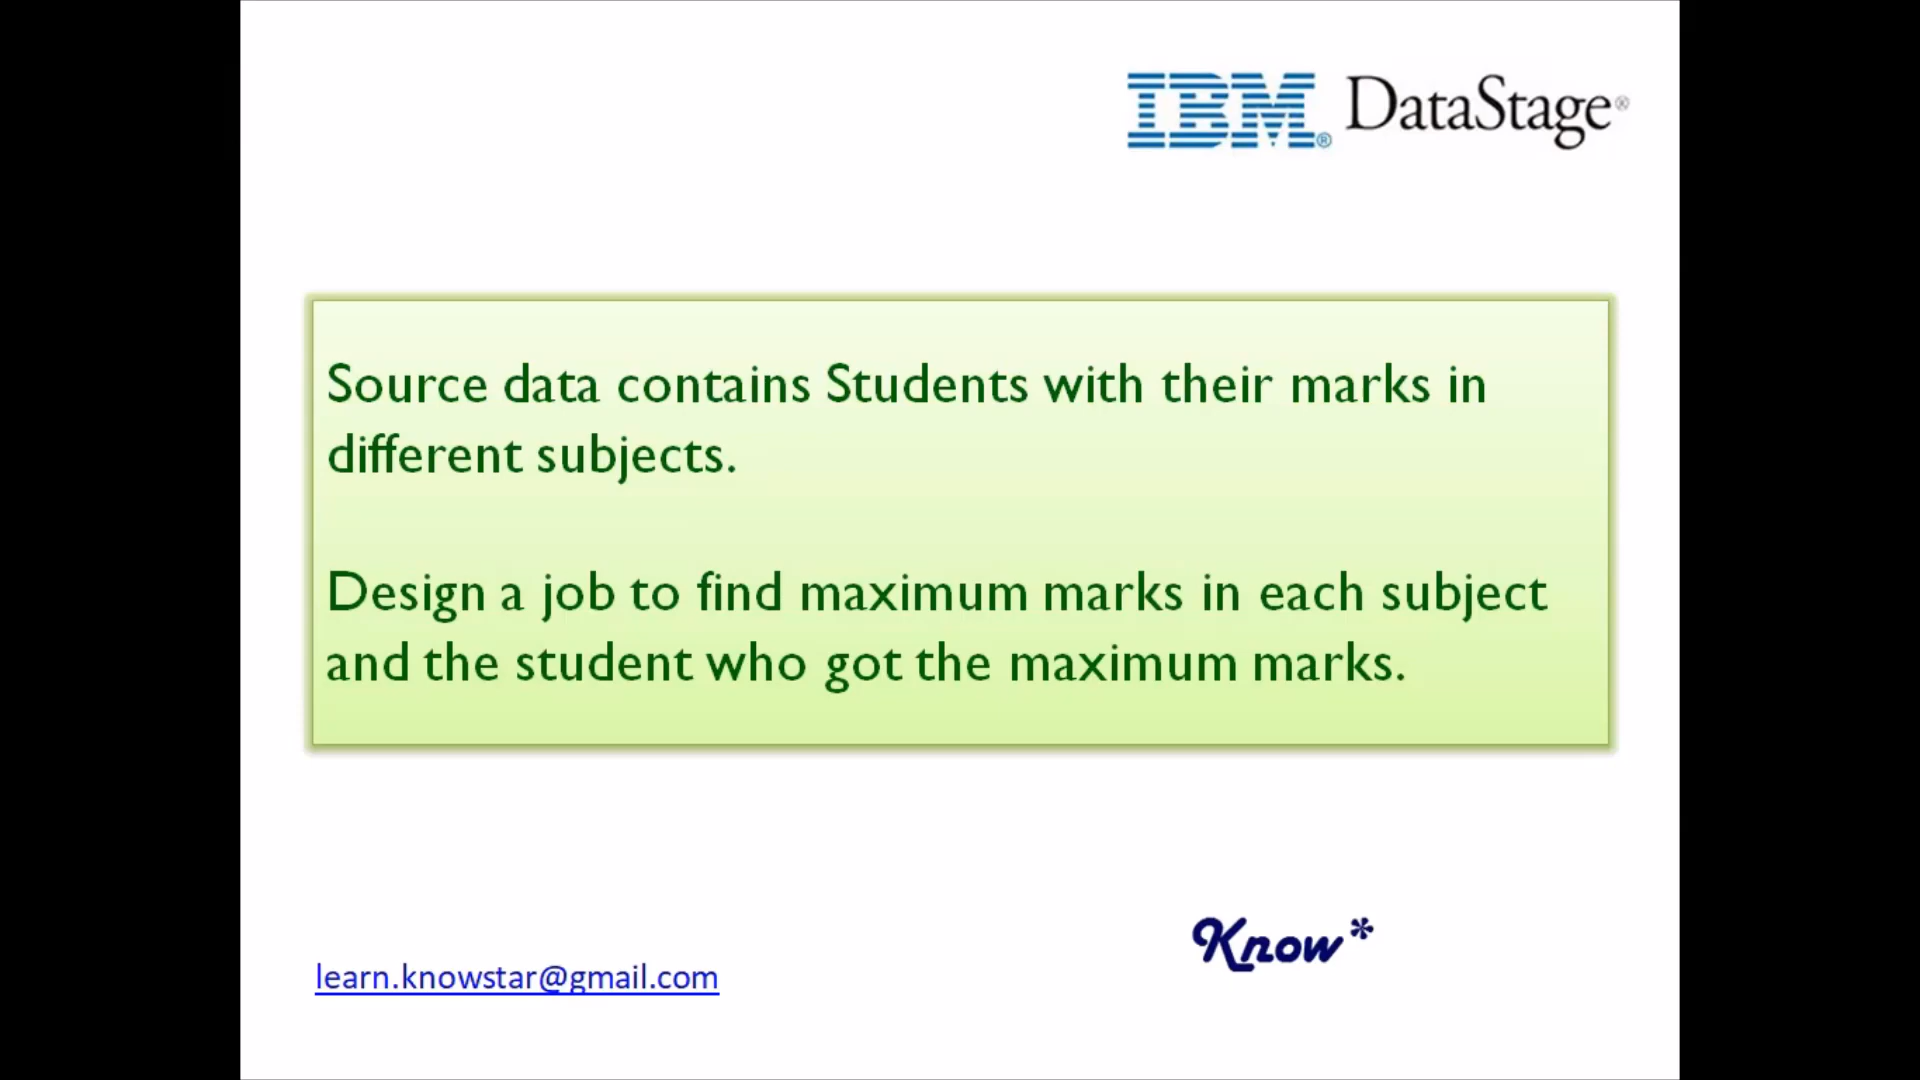 IBM® DataStage®
Source data contains Students with their marks in
different subjects.
Design a job to find maximum marks in each subject
and the student who got the maximum marks.
Know*
learn.knowstar@gmail.com